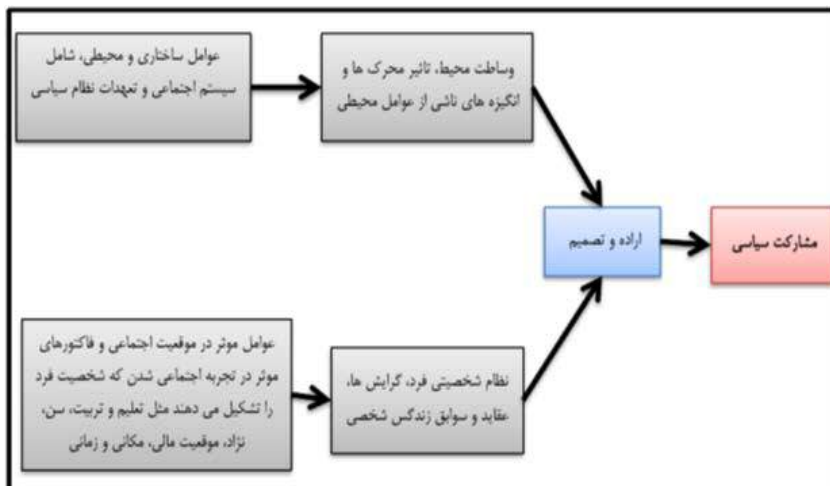 عوامل ساختاری و محیطی، شامل
سیستم اجتماعی و تعهدات نظام سیاسی
وساطت محیط، تاثیر محرک ها و
انگیزه های ناشی از عوامل محیطی
اراده و تصمیم
مشارکت سیاسی
عوامل موثر در موقعیت اجتماعی و فاکتورهای
موثر در تجربه اجتماعی شدن که شخصیت فرد
را تشکیل می دهند مثل تعلیم و تربیت، سن،
نژاد، موقعیت مالی، مکانی و زمانی
نظام شخصیتی فرد، گرایش ها،
عقاید و سوابق زندگس شخصی